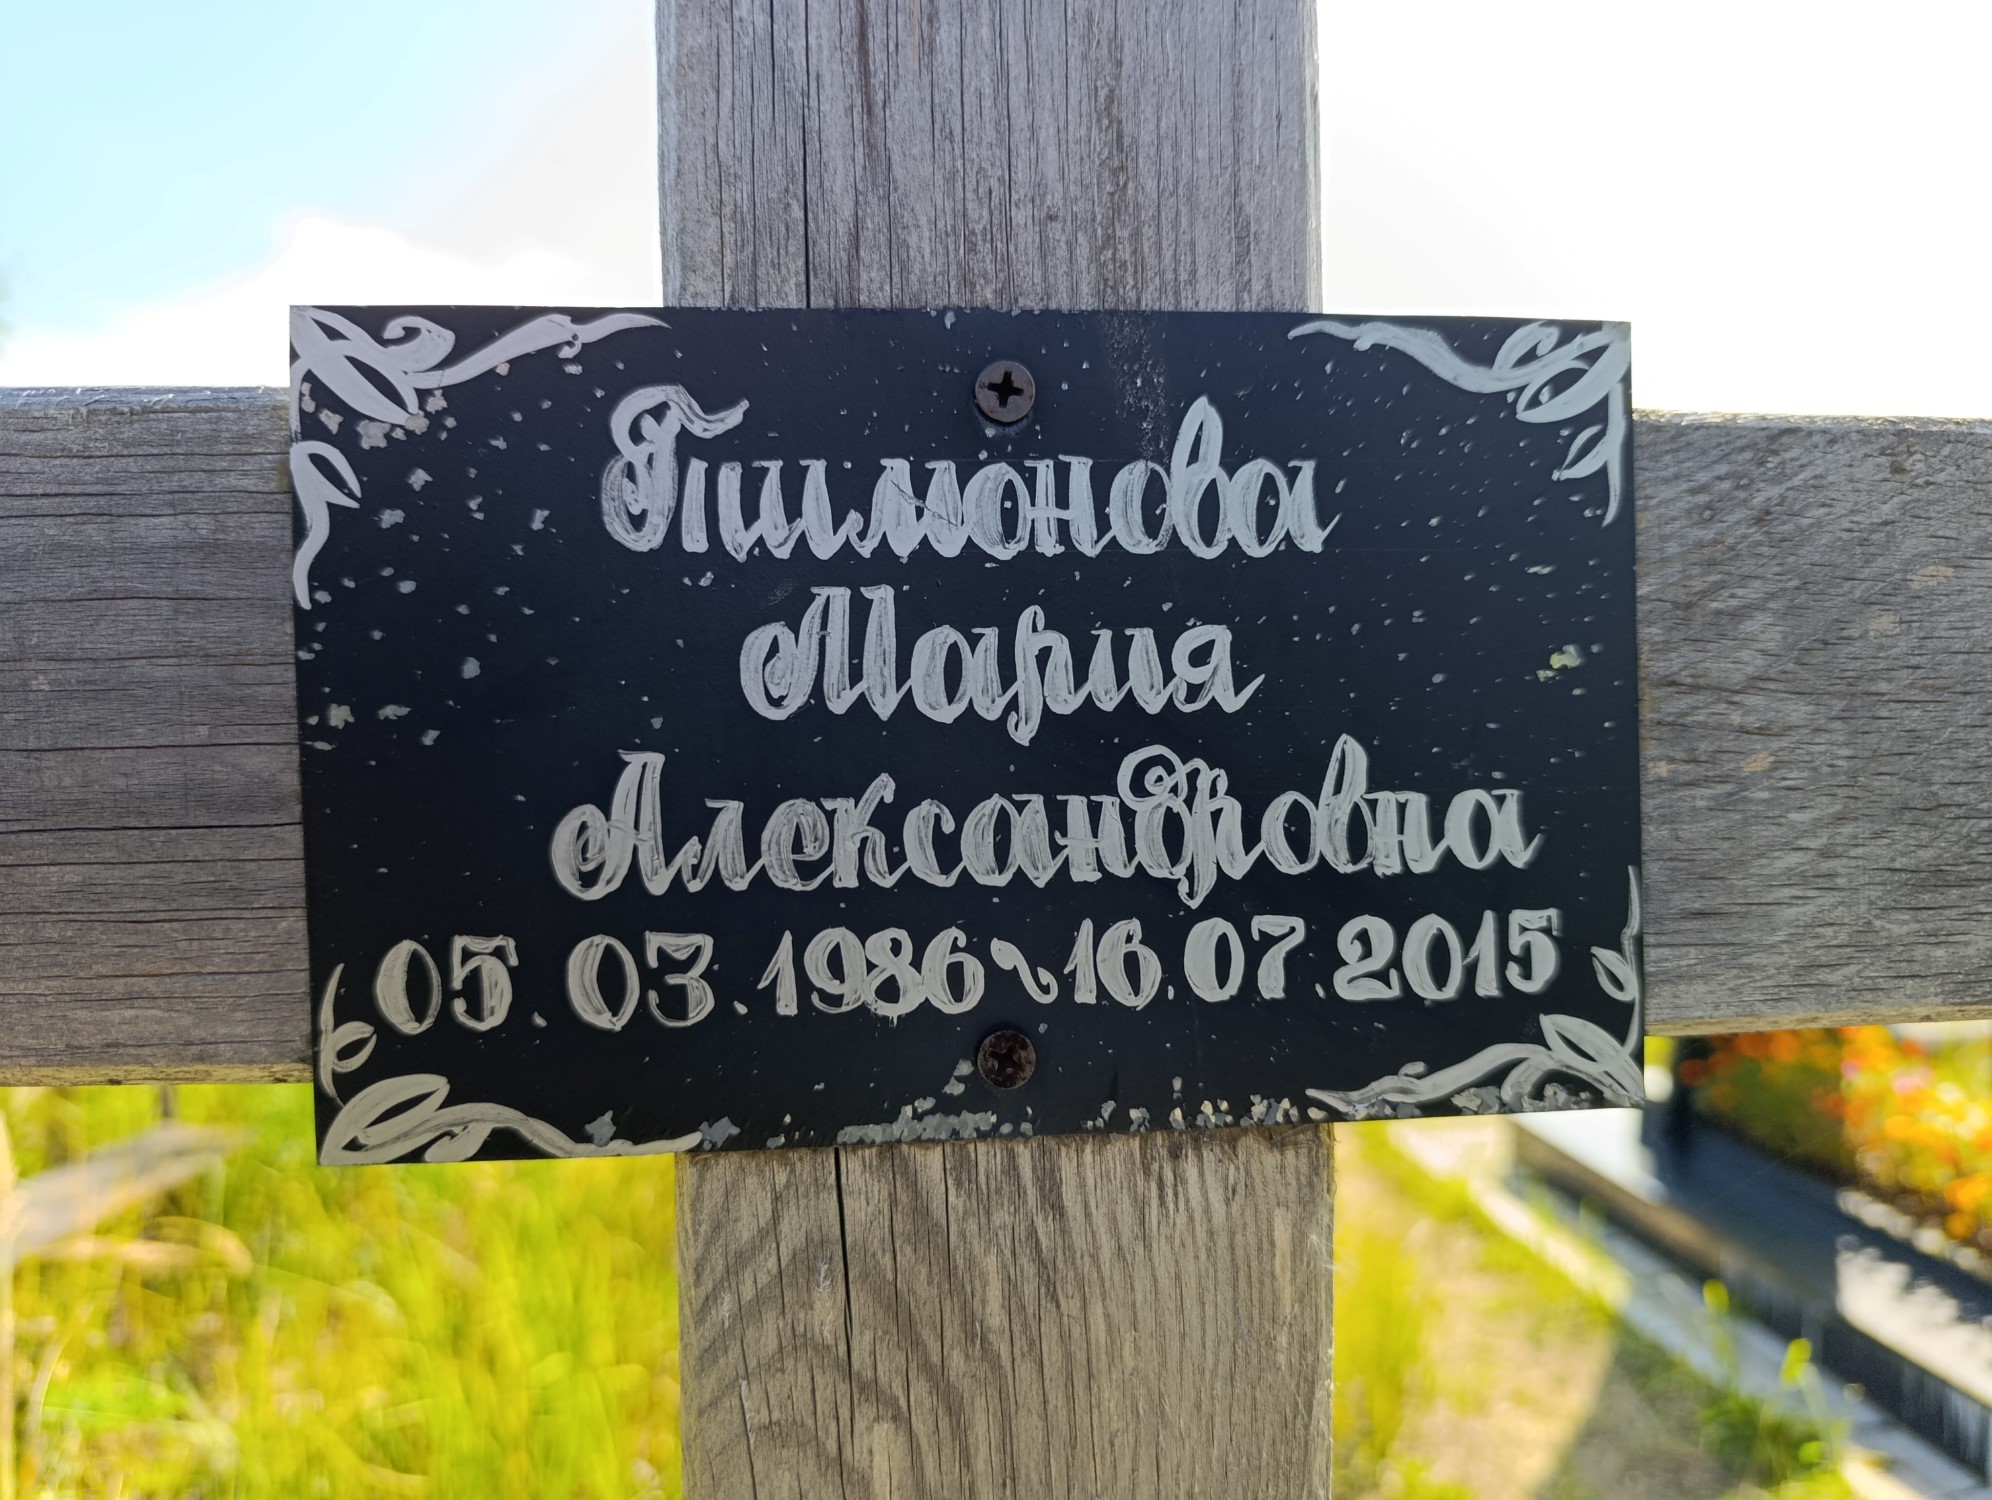 Тимонова
Мария
Александровна
05.03.1986~16.07.2015